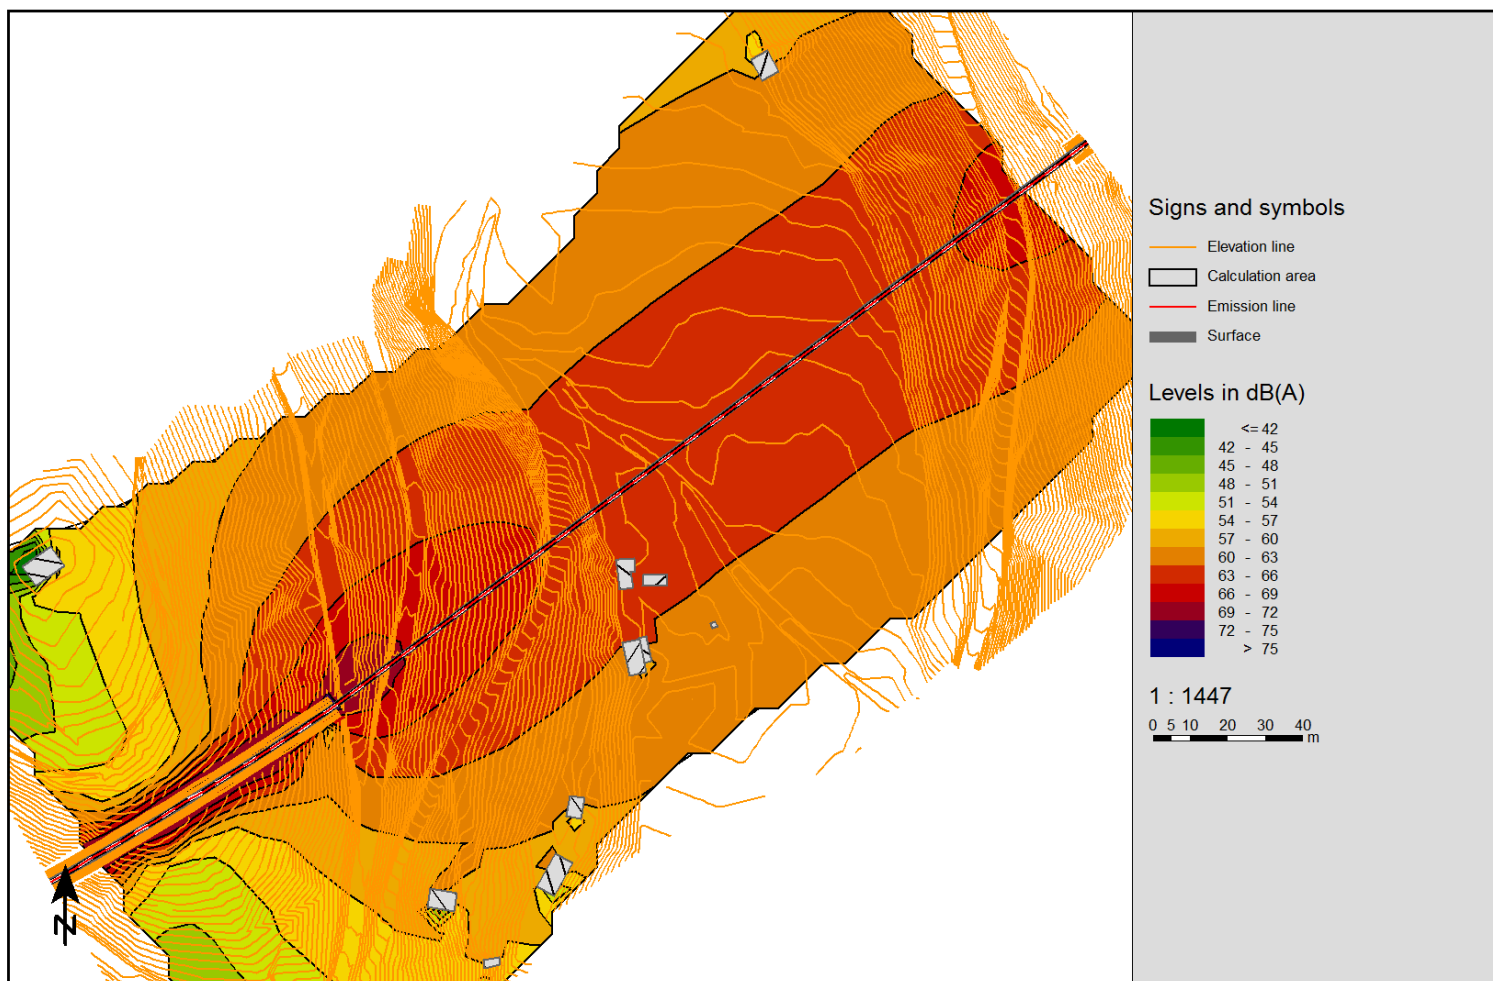 Signs and symbols
Elevation line
Calculation area
Emission line
Surface
Levels in dB(A)
<= 42
42 - 45
45 - 48
48 - 51
51 - 54
54 - 57
57 - 60
60 - 63
63 - 66
66 - 69
69 - 72
72 - 75
> 75
1 : 1447
0 5 10 20 30 40
m
N